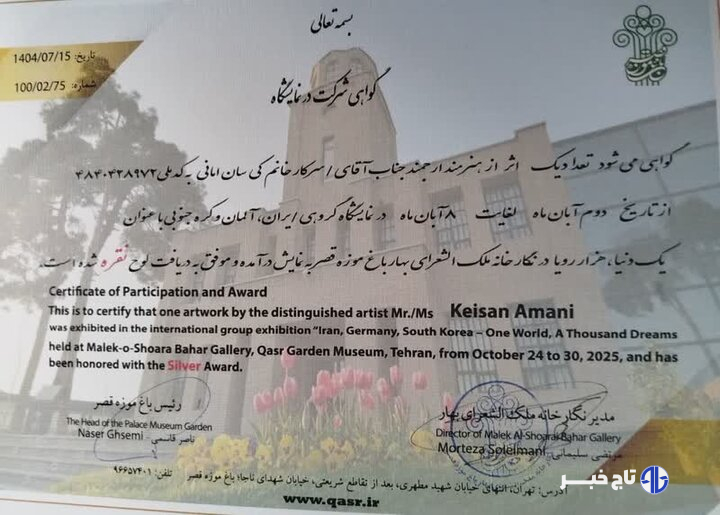 بسمه تعالی
تاریخ: 1404/07/15
شماره: 100/02/75
گواهی شرکت در نمایشگاه
گواهی می شود تعداد یک اثر از هنرمند ارجمند جناب آقای / سرکار خانم کی سان امانی به کد ملی ۴۸۴۰۴۳۸۹۷۲
از تاریخ دوم آبان ماه لغایت ۸ آبان ماه در نمایشگاه گروهی / ایران، آلمان و کره جنوبی با عنوان
یک دنیا، هزار رویا در نگارخانه ملک الشعرای بهار باغ موزه قصر به نمایش درآمده و موفق به دریافت لوح نقره شده است.
Certificate of Participation and Award
This is to certify that one artwork by the distinguished artist Mr./Ms Keisan Amani
was exhibited in the international group exhibition "Iran, Germany, South Korea – One World, A Thousand Dreams
held at Malek-o-Shoara Bahar Gallery, Qasr Garden Museum, Tehran, from October 24 to 30, 2025, and has
been honored with the Silver Award.
رئیس باغ موزه قصر
The Head of the Palace Museum Garden
Naser Ghsemi ناصر قاسمی
مدیر نگارخانه ملک الشعرای بهار
Director of Malek Al-Shoarai Bahar Gallery
Morteza Soleimani مرتضی سلیمانی
آدرس: تهران، انتهای خیابان شهید مطهری، بعد از تقاطع شریعتی، خیابان شهدای ناجا؛ باغ موزه قصر تلفن: ۹۶۶۵۷۴۰۱
www.qasr.ir
تاج خبر